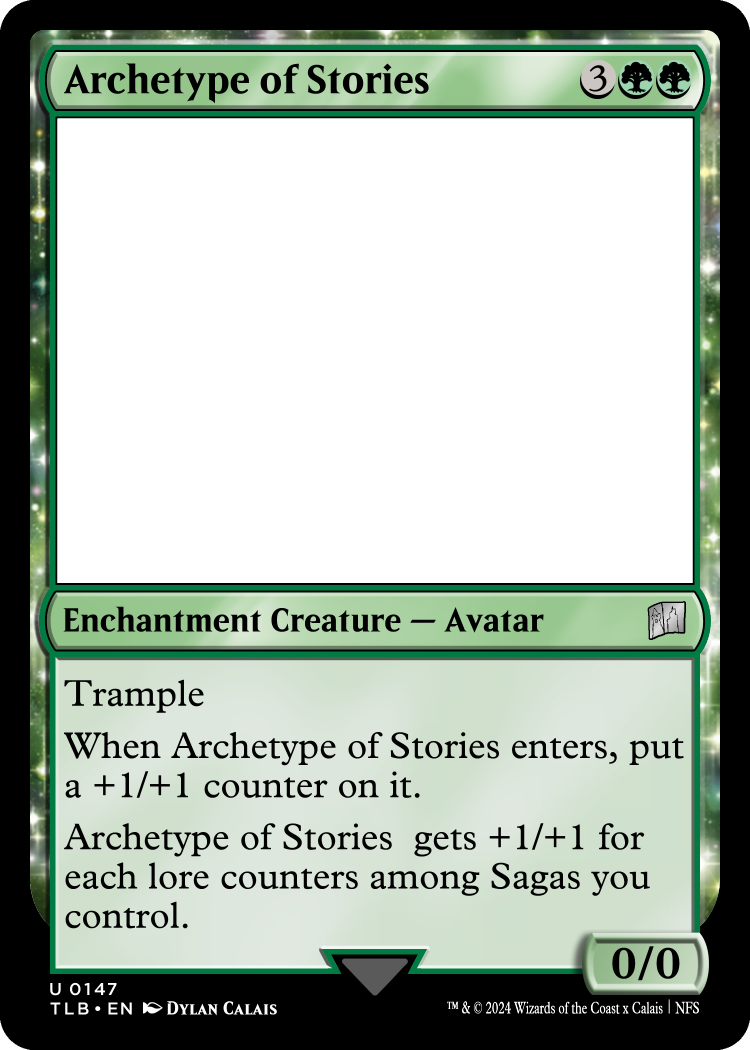 Archetype of Stories 3
Enchantment Creature — Avatar
Trample
When Archetype of Stories enters, put
a +1/+1 counter on it.
Archetype of Stories  gets +1/+1 for
each lore counters among Sagas you
control.
0/0
U 0147
TLB • EN Dylan Calais
™ & © 2024 Wizards of the Coast x Calais | NFS